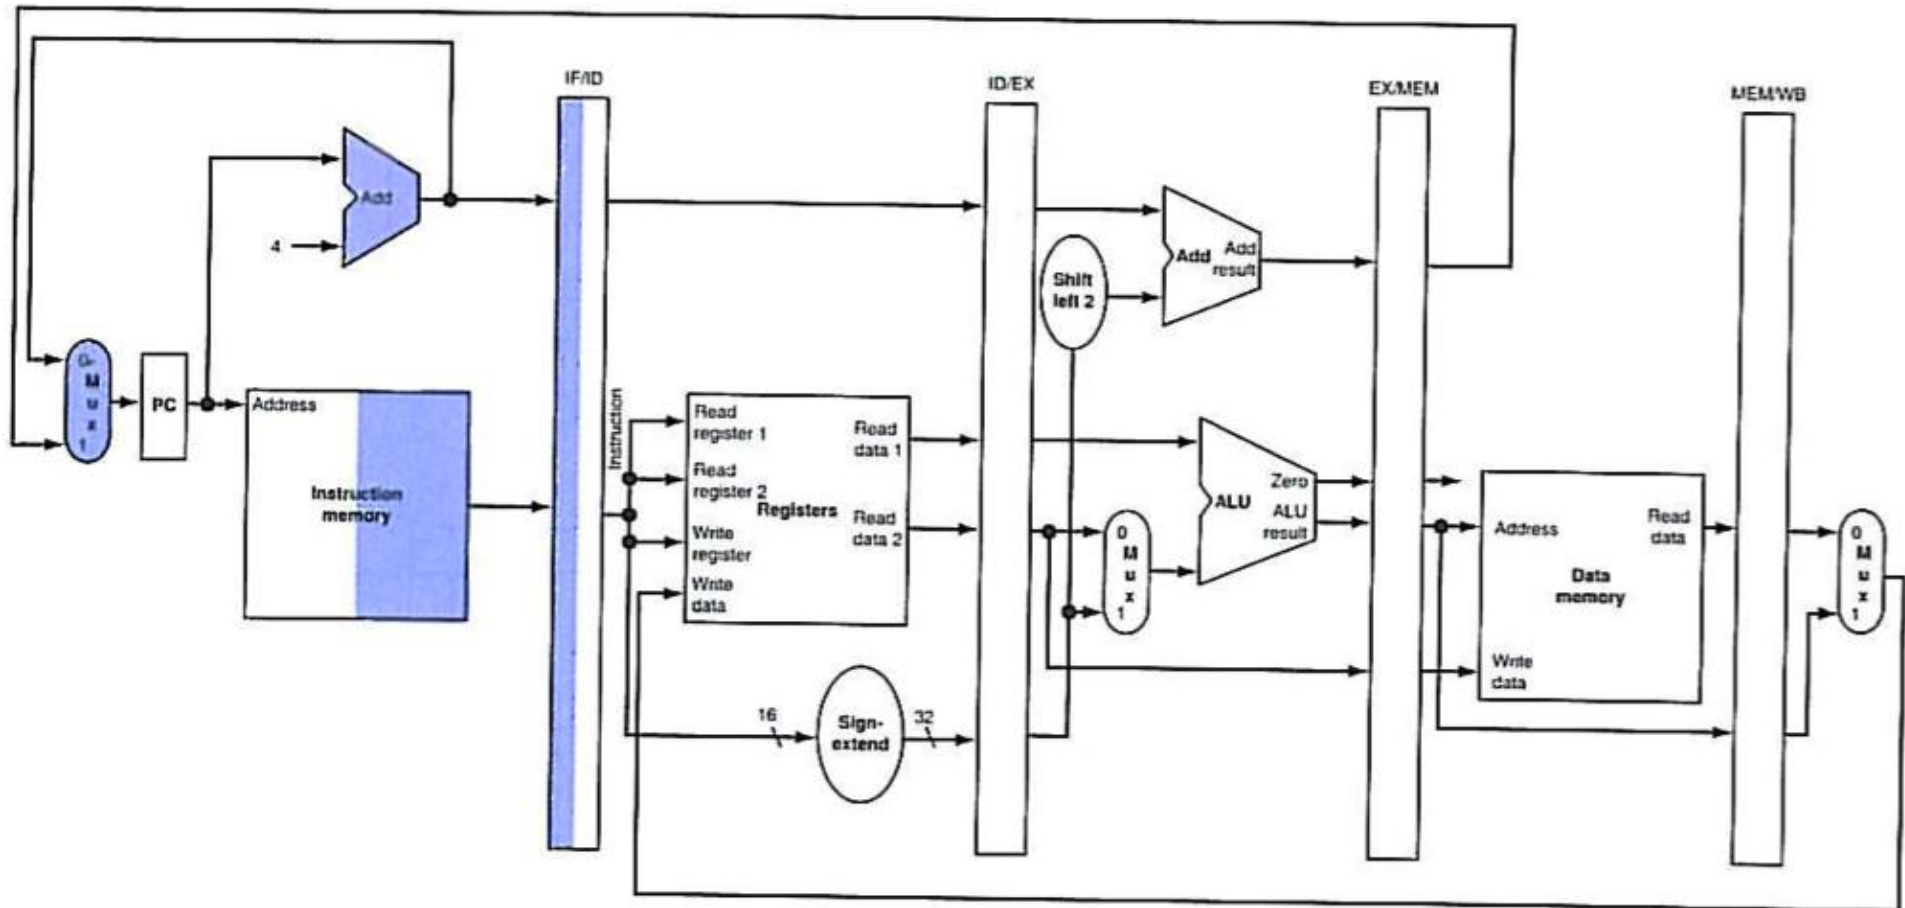 IF/ID
ID/EX
EX/MEM
MEM/WB
Add
4
Add
Add
result
Shift
left 2
0
M
u
x
1
PC
Address
Instruction
memory
Instruction
Read
register 1
Read
register 2
Registers
Write
register
Write
data
Read
data 1
Read
data 2
16
Sign-
extend
32
0
M
u
x
1
Zero
ALU
ALU
result
Address
Read
data
Data
memory
Write
data
0
M
u
x
1